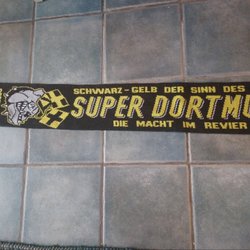 SCHWARZ-GELB DER SINN DES
SUPER DORTMU
DIE MACHT IM REVIER